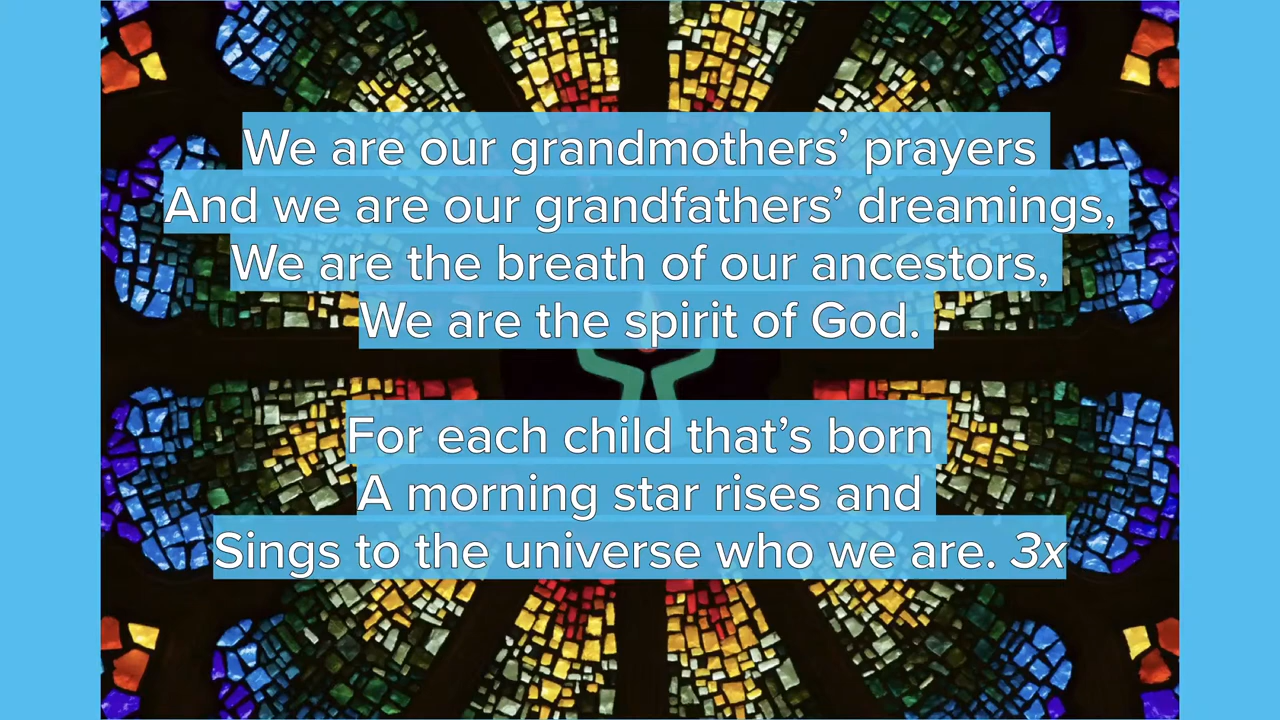 We are our grandmothers’ prayers
And we are our grandfathers’ dreamings,
We are the breath of our ancestors,
We are the spirit of God.
For each child that’s born
A morning star rises and
Sings to the universe who we are. 3x